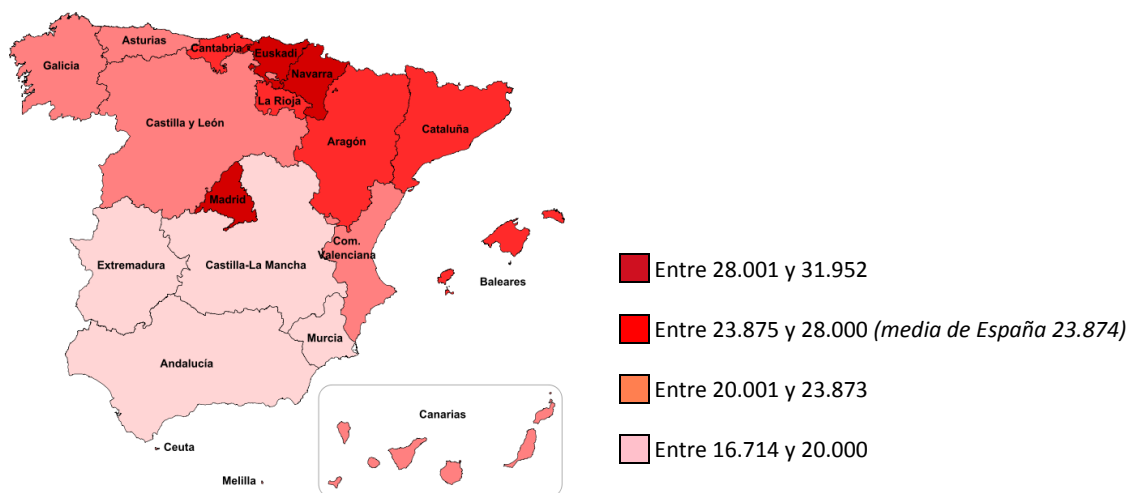 Asturias
Cantabria
Euskadi
Galicia
Navarra
La Rioja
Castilla y León
Cataluña
Aragón
Madrid
Com.
Valenciana
Extremadura
Castilla-La Mancha
Baleares
Murcia
Andalucía
Canarias
Ceuta
Melilla
Entre 28.001 y 31.952
Entre 23.875 y 28.000 (media de España 23.874)
Entre 20.001 y 23.873
Entre 16.714 y 20.000